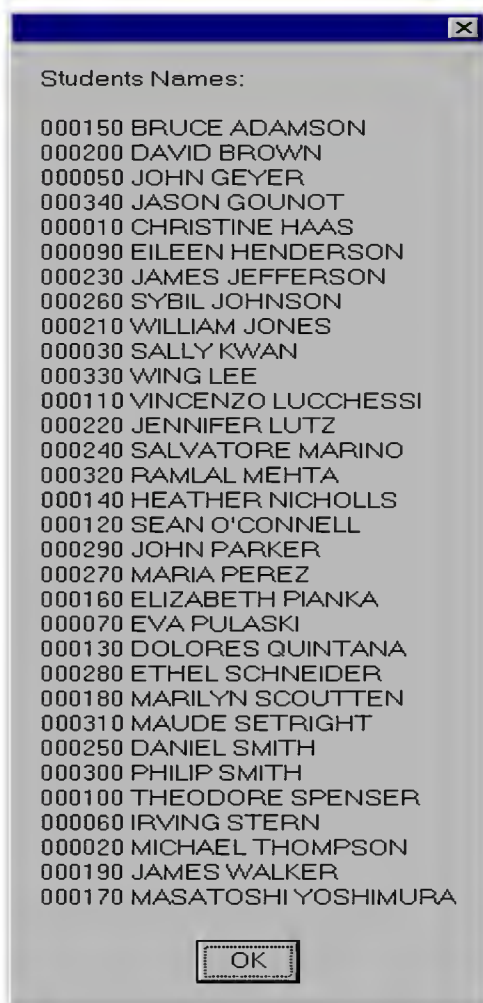 Students Names:
000150 BRUCE ADAMSON
000200 DAVID BROWN
000050 JOHN GEYER
000340 JASON GOUNOT
000010 CHRISTINE HAAS
000090 EILEEN HENDERSON
000230 JAMES JEFFERSON
000260 SYBIL JOHNSON
000210 WILLIAM JONES
000030 SALLY KWAN
000330 WING LEE
000110 VINCENZO LUCCHESSI
000220 JENNIFER LUTZ
000240 SALVATORE MARINO
000320 RAMLAL MEHTA
000140 HEATHER NICHOLLS
000120 SEAN O'CONNELL
000290 JOHN PARKER
000270 MARIA PEREZ
000160 ELIZABETH PIANKA
000070 EVA PULASKI
000130 DOLORES QUINTANA
000280 ETHEL SCHNEIDER
000180 MARILYN SCOUTTEN
000310 MAUDE SETRIGHT
000250 DANIEL SMITH
000300 PHILIP SMITH
000100 THEODORE SPENSER
000060 IRVING STERN
000020 MICHAEL THOMPSON
000190 JAMES WALKER
000170 MASATOSHI YOSHIMURA
OK